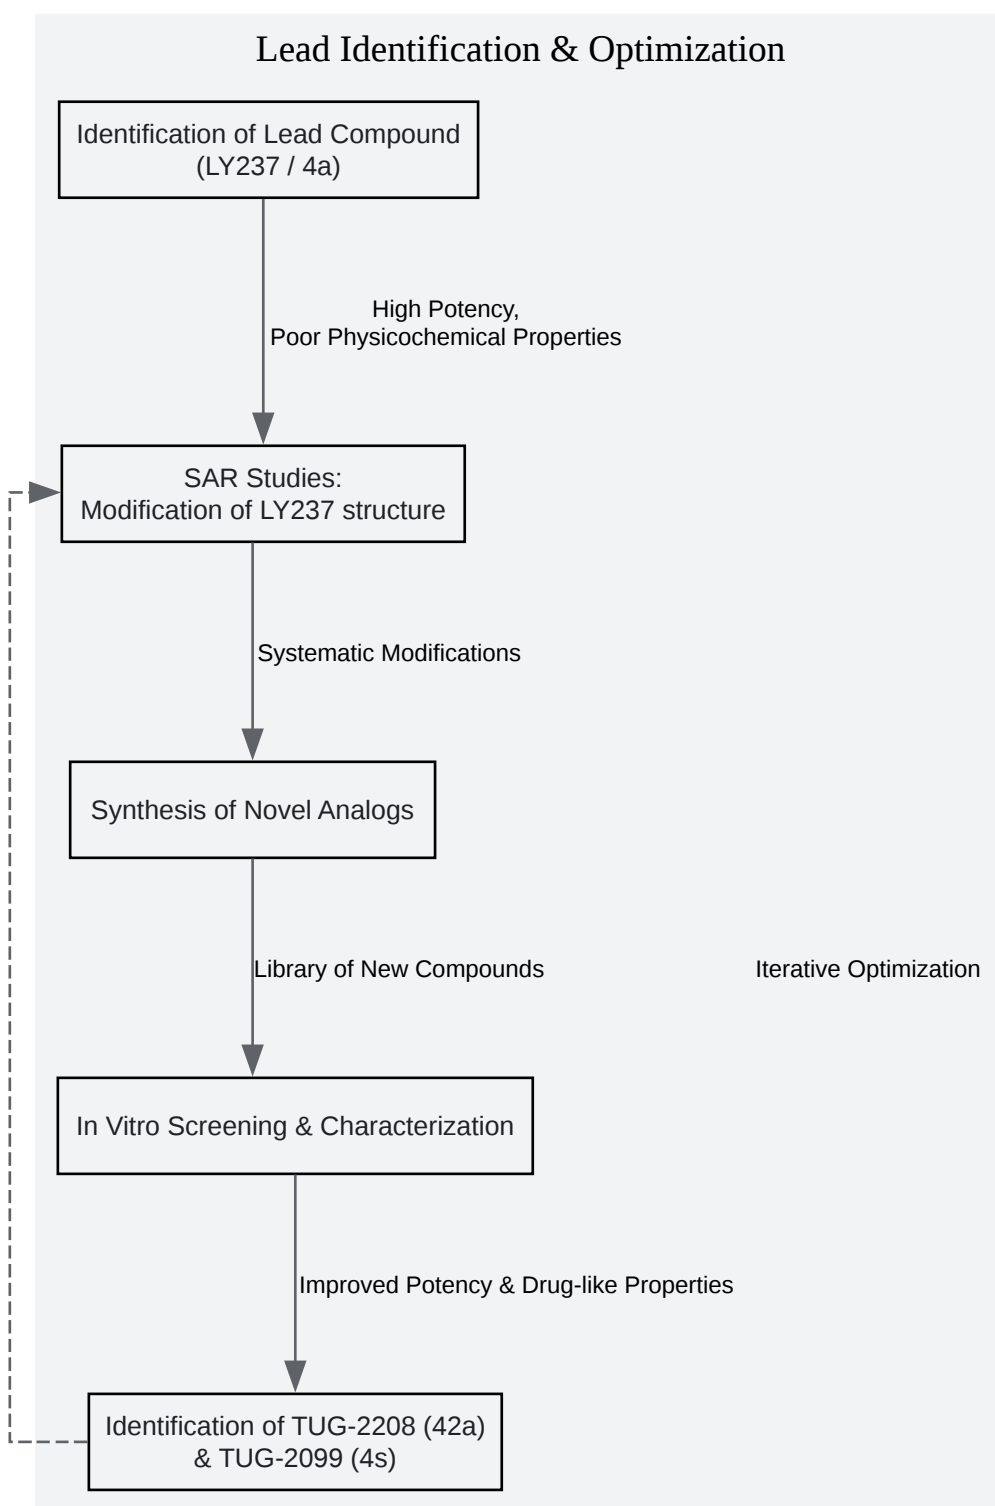 Lead Identification & Optimization
Identification of Lead Compound
(LY237 / 4a)
High Potency,
Poor Physicochemical Properties
SAR Studies:
Modification of LY237 structure
Systematic Modifications
Synthesis of Novel Analogs
Library of New Compounds
Iterative Optimization
In Vitro Screening & Characterization
Improved Potency & Drug-like Properties
Identification of TUG-2208 (42a)
& TUG-2099 (4s)